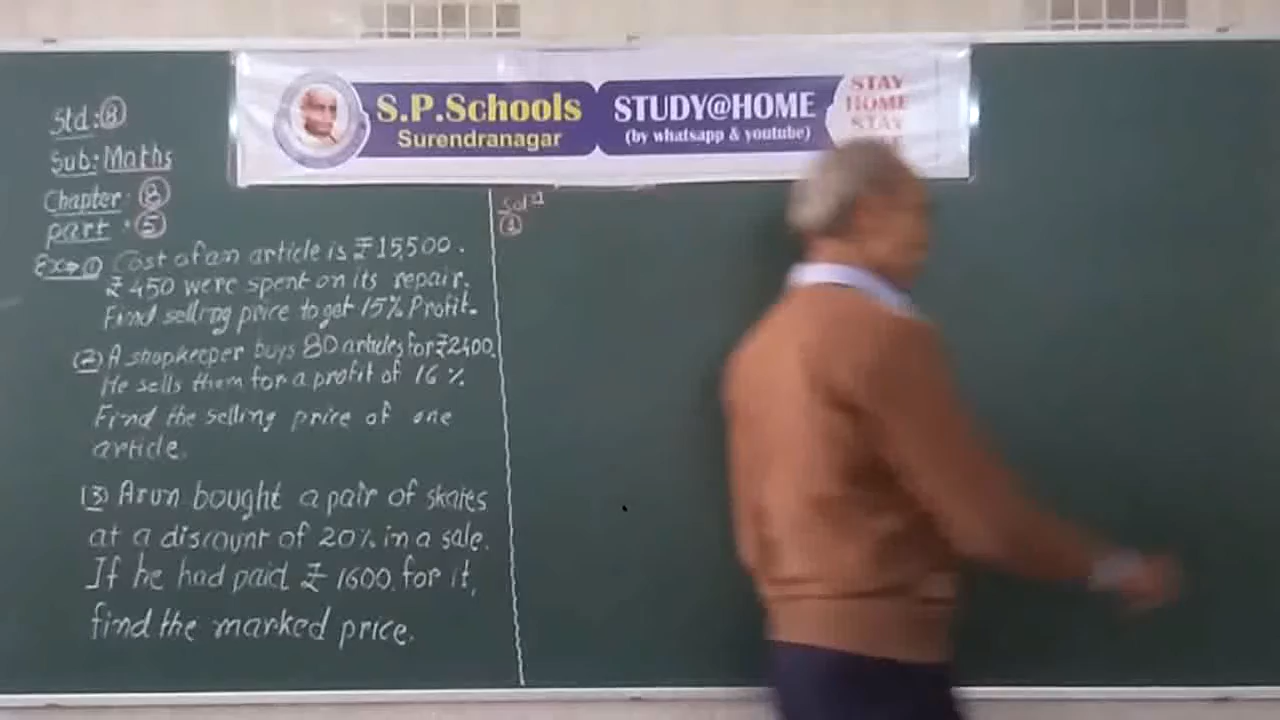 S.P.Schools
Surendranagar
STUDY@HOME
(by whatsapp & youtube)
STAY
HOME
STAY
Std:⑧
Sub: Maths
Chapter: ⑧
part: ⑤
Ex→① Cost of an article is ₹15,500.
₹450 were spent on its repair.
Find selling price to get 15% Profit.
(2) A shopkeeper buys 80 articles for ₹2400.
He sells them for a profit of 16%
Find the selling price of one
article.
(3) Arun bought a pair of skates
at a discount of 20% in a sale.
If he had paid ₹1600 for it,
find the marked price.
Solⁿ
①